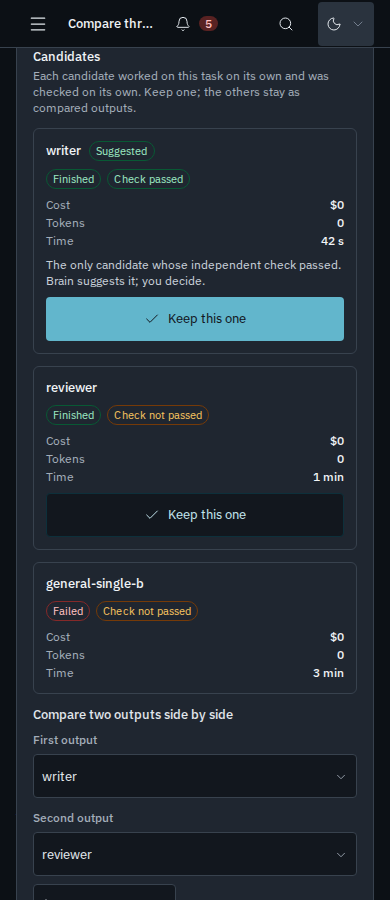 Compare thr...
5
Candidates
Each candidate worked on this task on its own and was
checked on its own. Keep one; the others stay as
compared outputs.
writer Suggested
Finished Check passed
Cost $0
Tokens 0
Time 42 s
The only candidate whose independent check passed.
Brain suggests it; you decide.
Keep this one
reviewer
Finished Check not passed
Cost $0
Tokens 0
Time 1 min
Keep this one
general-single-b
Failed Check not passed
Cost $0
Tokens 0
Time 3 min
Compare two outputs side by side
First output
writer
Second output
reviewer